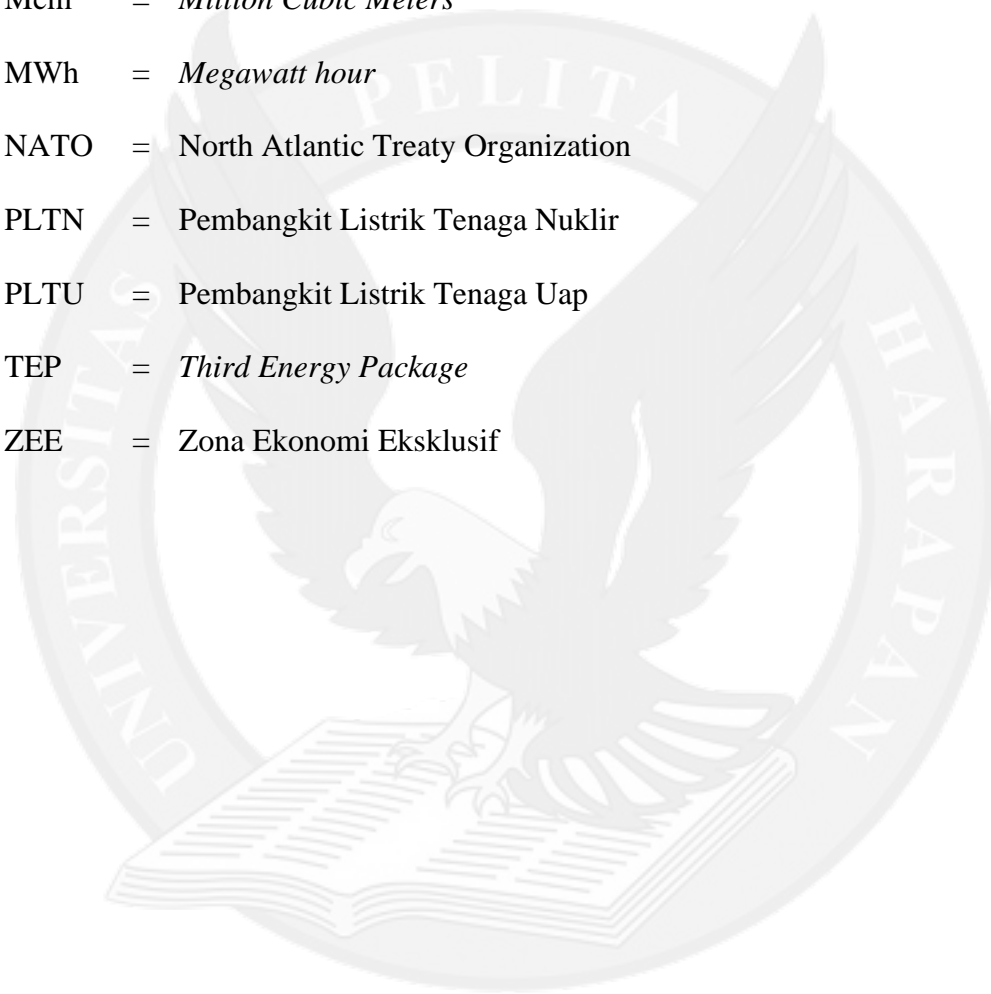 Mcm = Million Cubic Meters
MWh = Megawatt hour
NATO = North Atlantic Treaty Organization
PLTN = Pembangkit Listrik Tenaga Nuklir
PLTU = Pembangkit Listrik Tenaga Uap
TEP = Third Energy Package
ZEE = Zona Ekonomi Eksklusif
UNIVERSITAS PELITA HARAPAN